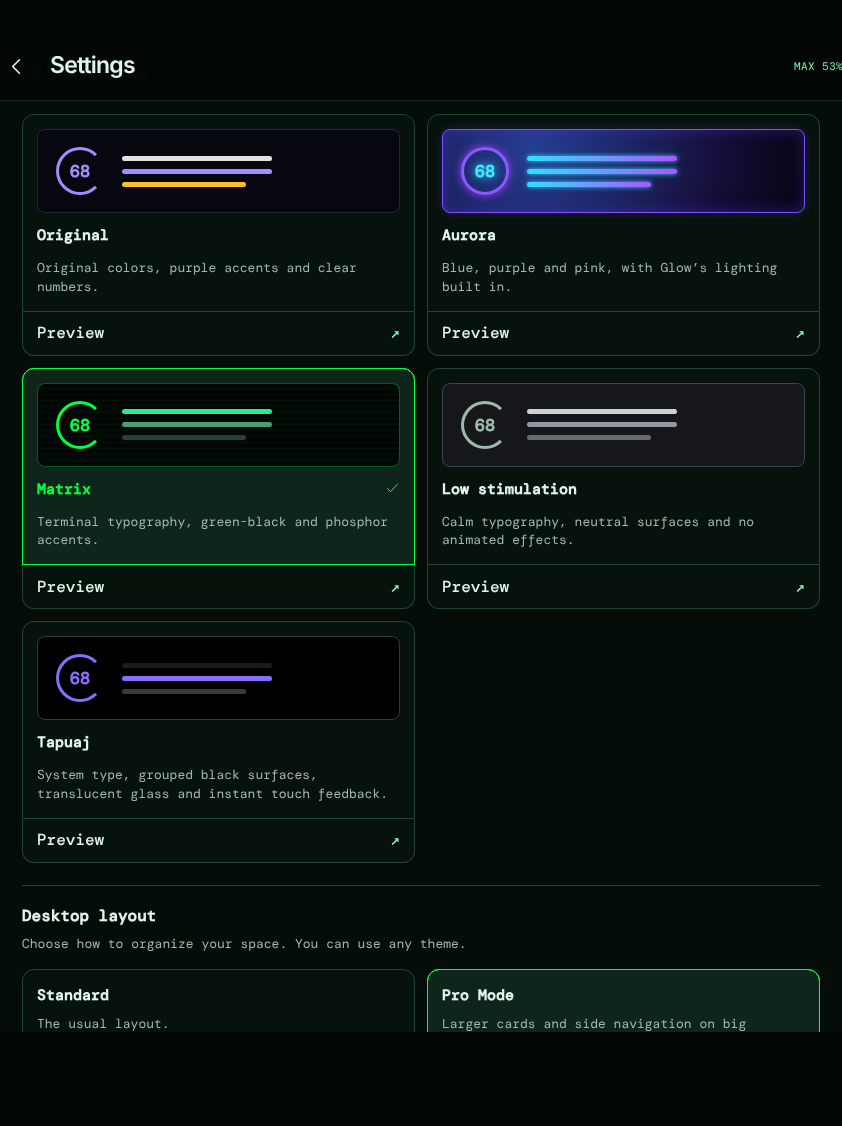 Settings
MAX 53%
68
68
Original
Original colors, purple accents and clear
numbers.
Preview ↗
Aurora
Blue, purple and pink, with Glow’s lighting
built in.
Preview ↗
68
68
Matrix
Terminal typography, green-black and phosphor
accents.
Preview ↗
Low stimulation
Calm typography, neutral surfaces and no
animated effects.
Preview ↗
68
Tapuaj
System type, grouped black surfaces,
translucent glass and instant touch feedback.
Preview ↗
Desktop layout
Choose how to organize your space. You can use any theme.
Standard
The usual layout.
Pro Mode
Larger cards and side navigation on big